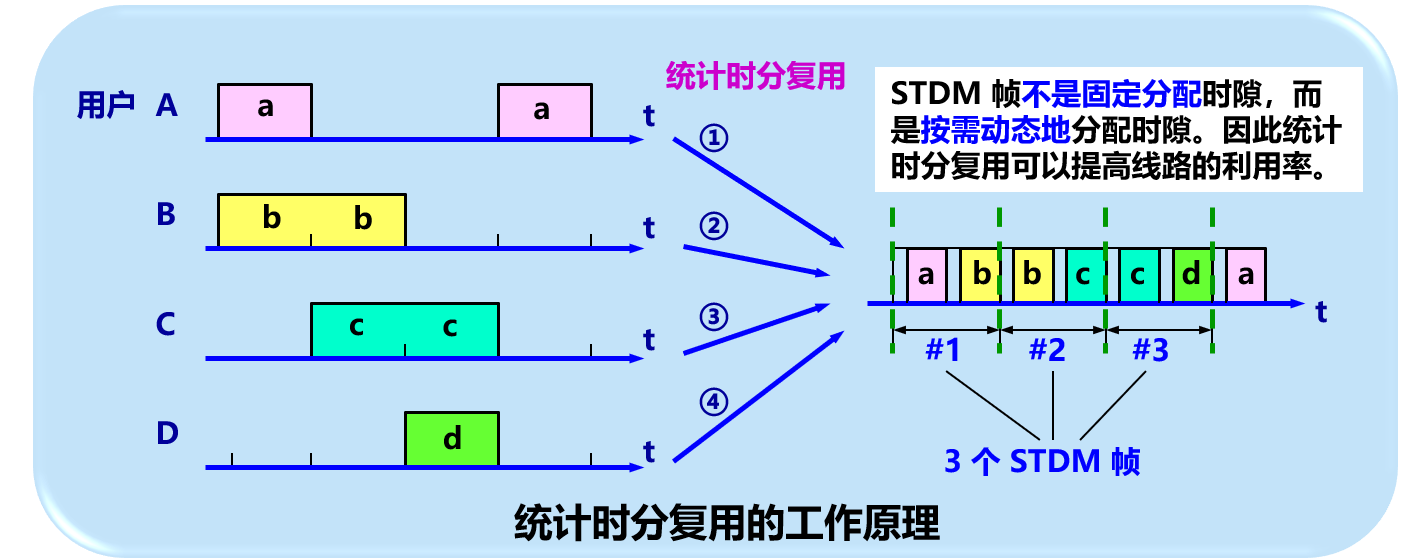 统计时分复用
用户 A
a
a
t
①
STDM 帧不是固定分配时隙，而
是按需动态地分配时隙。因此统计
时分复用可以提高线路的利用率。
B
b
b
t
②
a
b
b
c
c
d
a
t
C
c
c
t
③
#1
#2
#3
D
d
t
④
3 个 STDM 帧
统计时分复用的工作原理